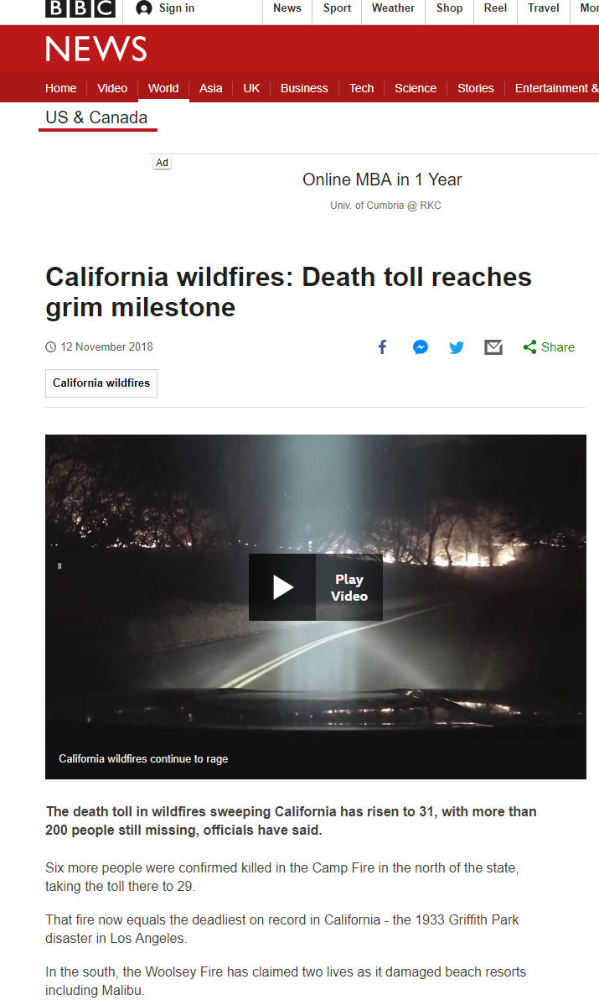 BBC
Sign in
News
Sport
Weather
Shop
Reel
Travel
NEWS
Home
Video
World
Asia
UK
Business
Tech
Science
Stories
Entertainment &
US & Canada
Ad
Online MBA in 1 Year
Univ. of Cumbria @ RKC
California wildfires: Death toll reaches
grim milestone
12 November 2018
Share
California wildfires
Play
Video
California wildfires continue to rage
The death toll in wildfires sweeping California has risen to 31, with more than
200 people still missing, officials have said.
Six more people were confirmed killed in the Camp Fire in the north of the state,
taking the toll there to 29.
That fire now equals the deadliest on record in California - the 1933 Griffith Park
disaster in Los Angeles.
In the south, the Woolsey Fire has claimed two lives as it damaged beach resorts
including Malibu.